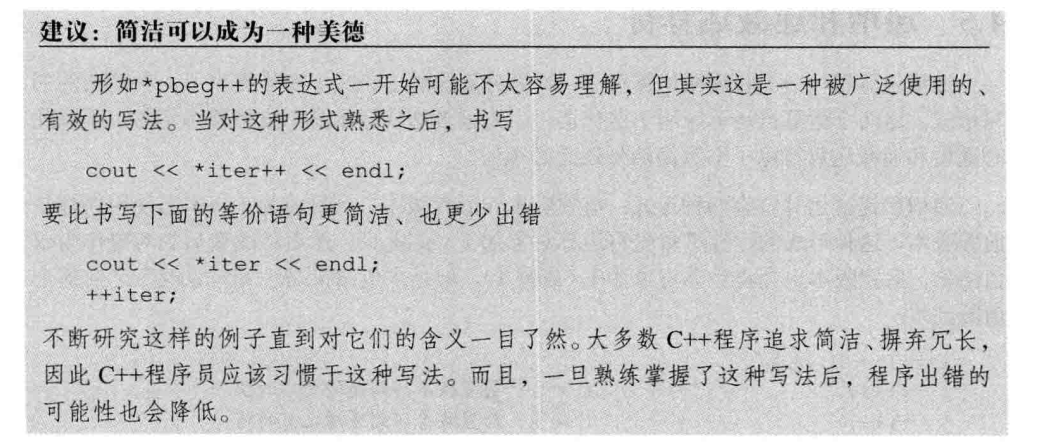 建议：简洁可以成为一种美德
形如*pbeg++的表达式一开始可能不太容易理解，但其实这是一种被广泛使用的、
有效的写法。当对这种形式熟悉之后，书写
cout << *iter++ << endl;
要比书写下面的等价语句更简洁、也更少出错
cout << *iter << endl;
++iter;
不断研究这样的例子直到对它们的含义一目了然。大多数 C++程序追求简洁、摒弃冗长，
因此 C++程序员应该习惯于这种写法。而且，一旦熟练掌握了这种写法后，程序出错的
可能性也会降低。